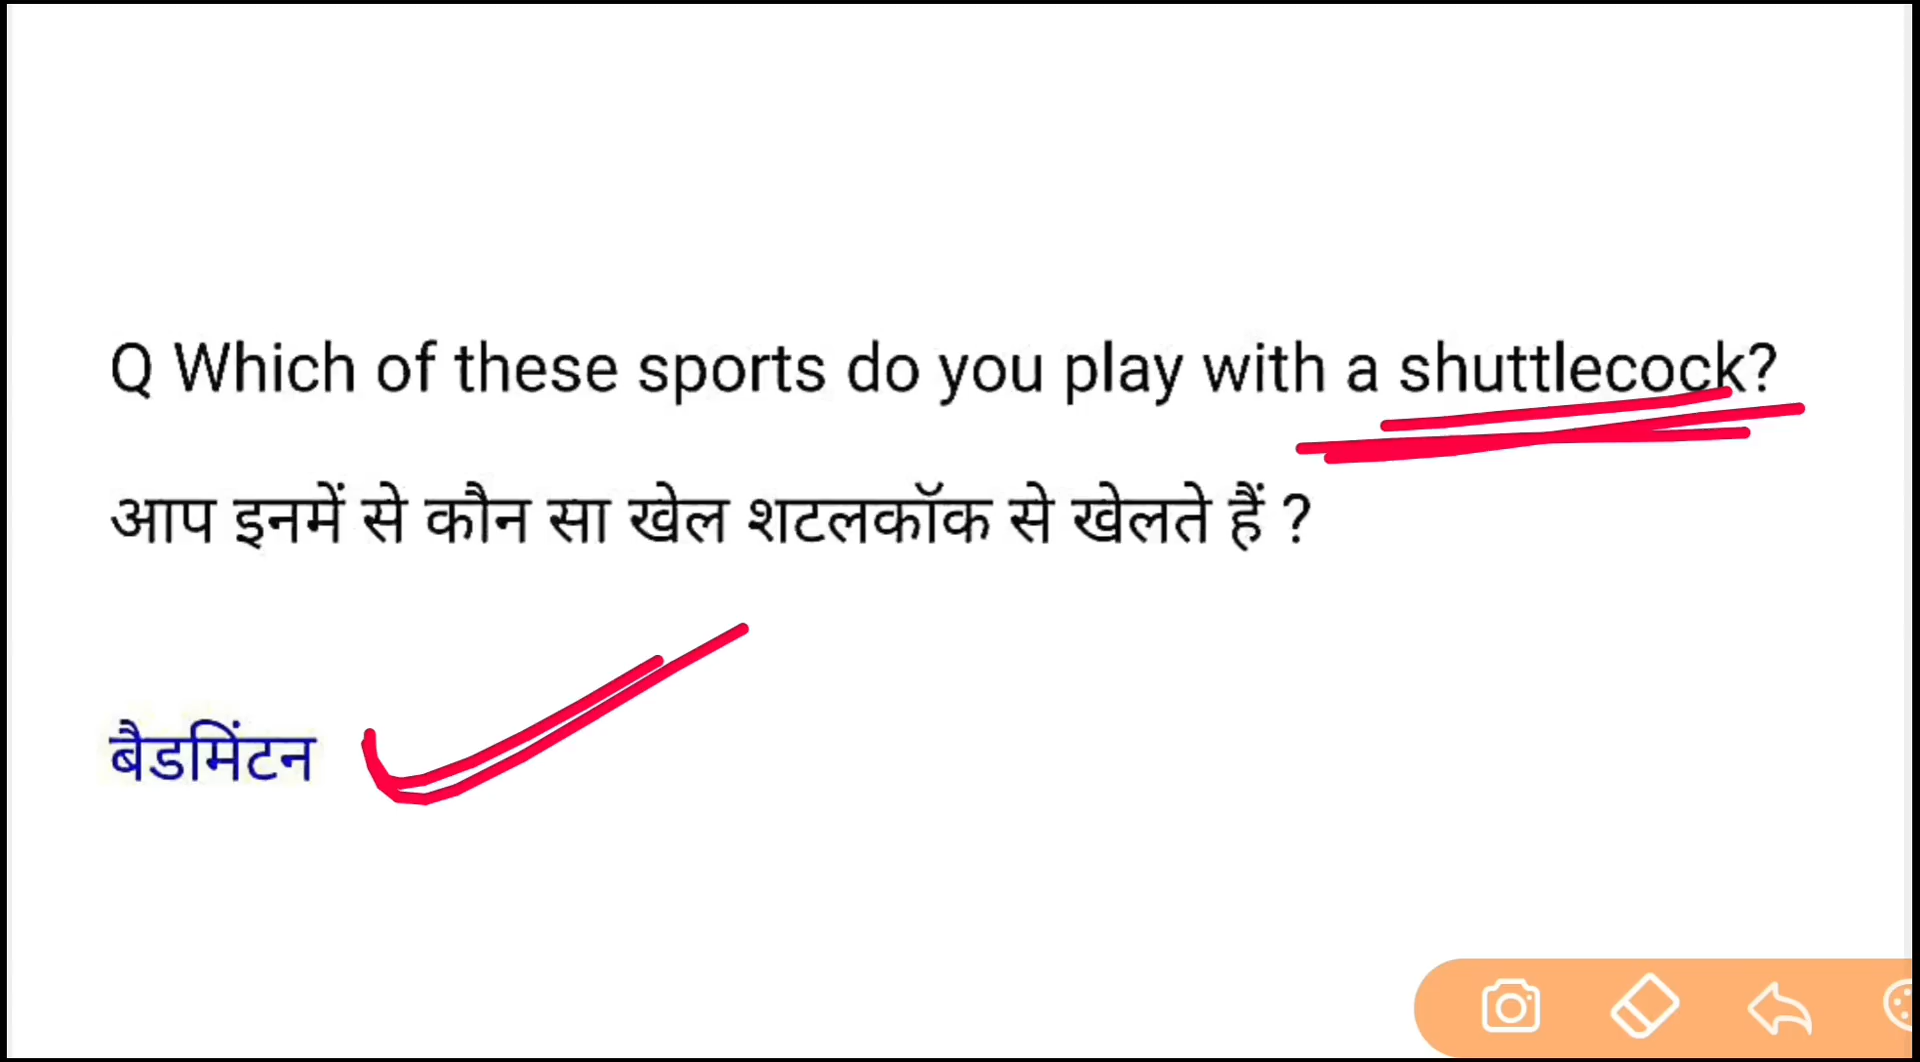 Q Which of these sports do you play with a shuttlecock?
आप इनमें से कौन सा खेल शटलकॉक से खेलते हैं ?
बैडमिंटन